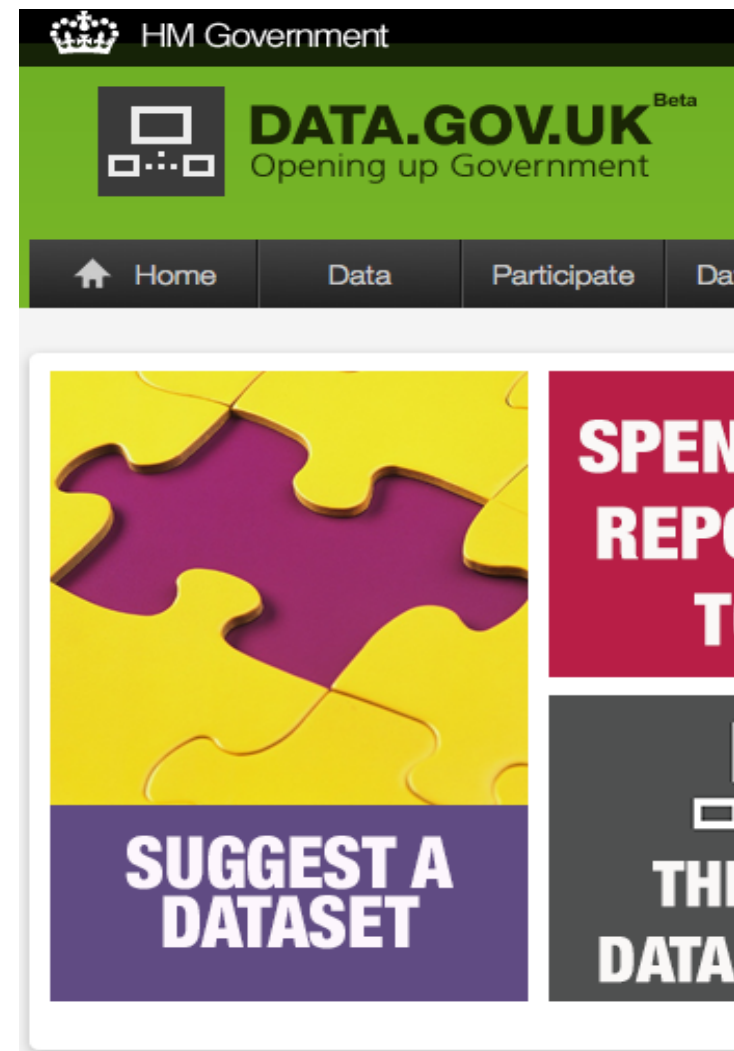 HM Government
DATA.GOV.UK Beta
Opening up Government
Home Data Participate
SUGGEST A
DATASET